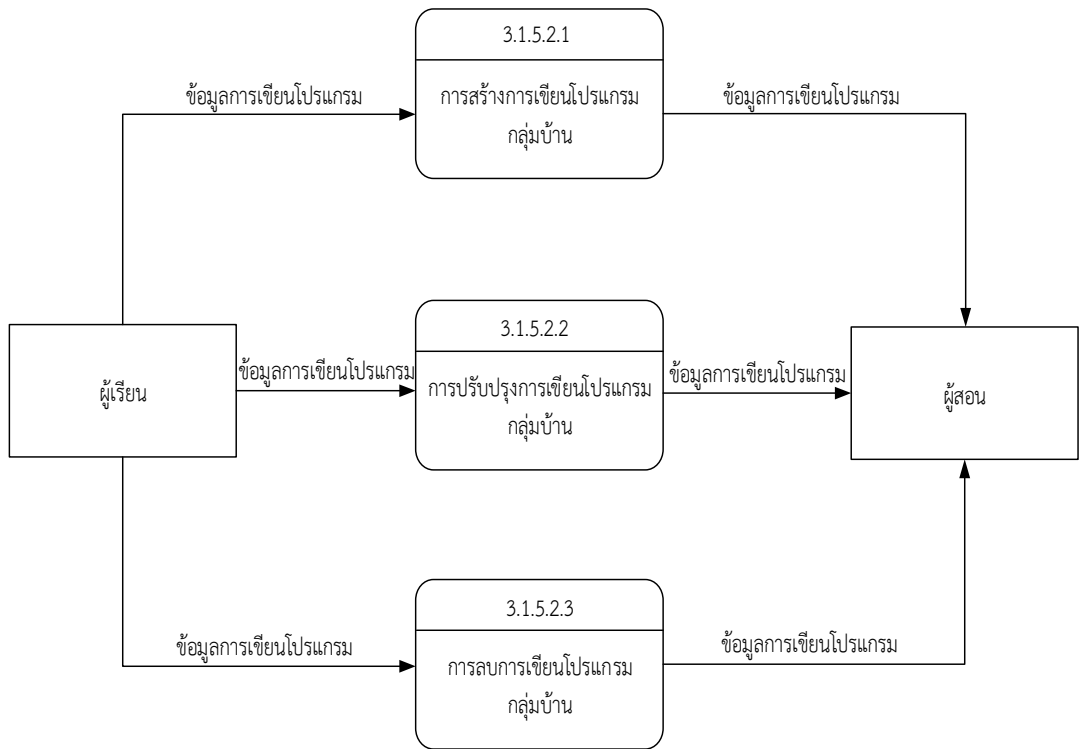 3.1.5.2.1
ข้อมูลการเขียนโปรแกรม
การสร้างการเขียนโปรแกรม
กลุ่มบ้าน
ข้อมูลการเขียนโปรแกรม
3.1.5.2.2
ผู้เรียน
ข้อมูลการเขียนโปรแกรม
การปรับปรุงการเขียนโปรแกรม
กลุ่มบ้าน
ข้อมูลการเขียนโปรแกรม
ผู้สอน
3.1.5.2.3
ข้อมูลการเขียนโปรแกรม
การลบการเขียนโปรแกรม
กลุ่มบ้าน
ข้อมูลการเขียนโปรแกรม